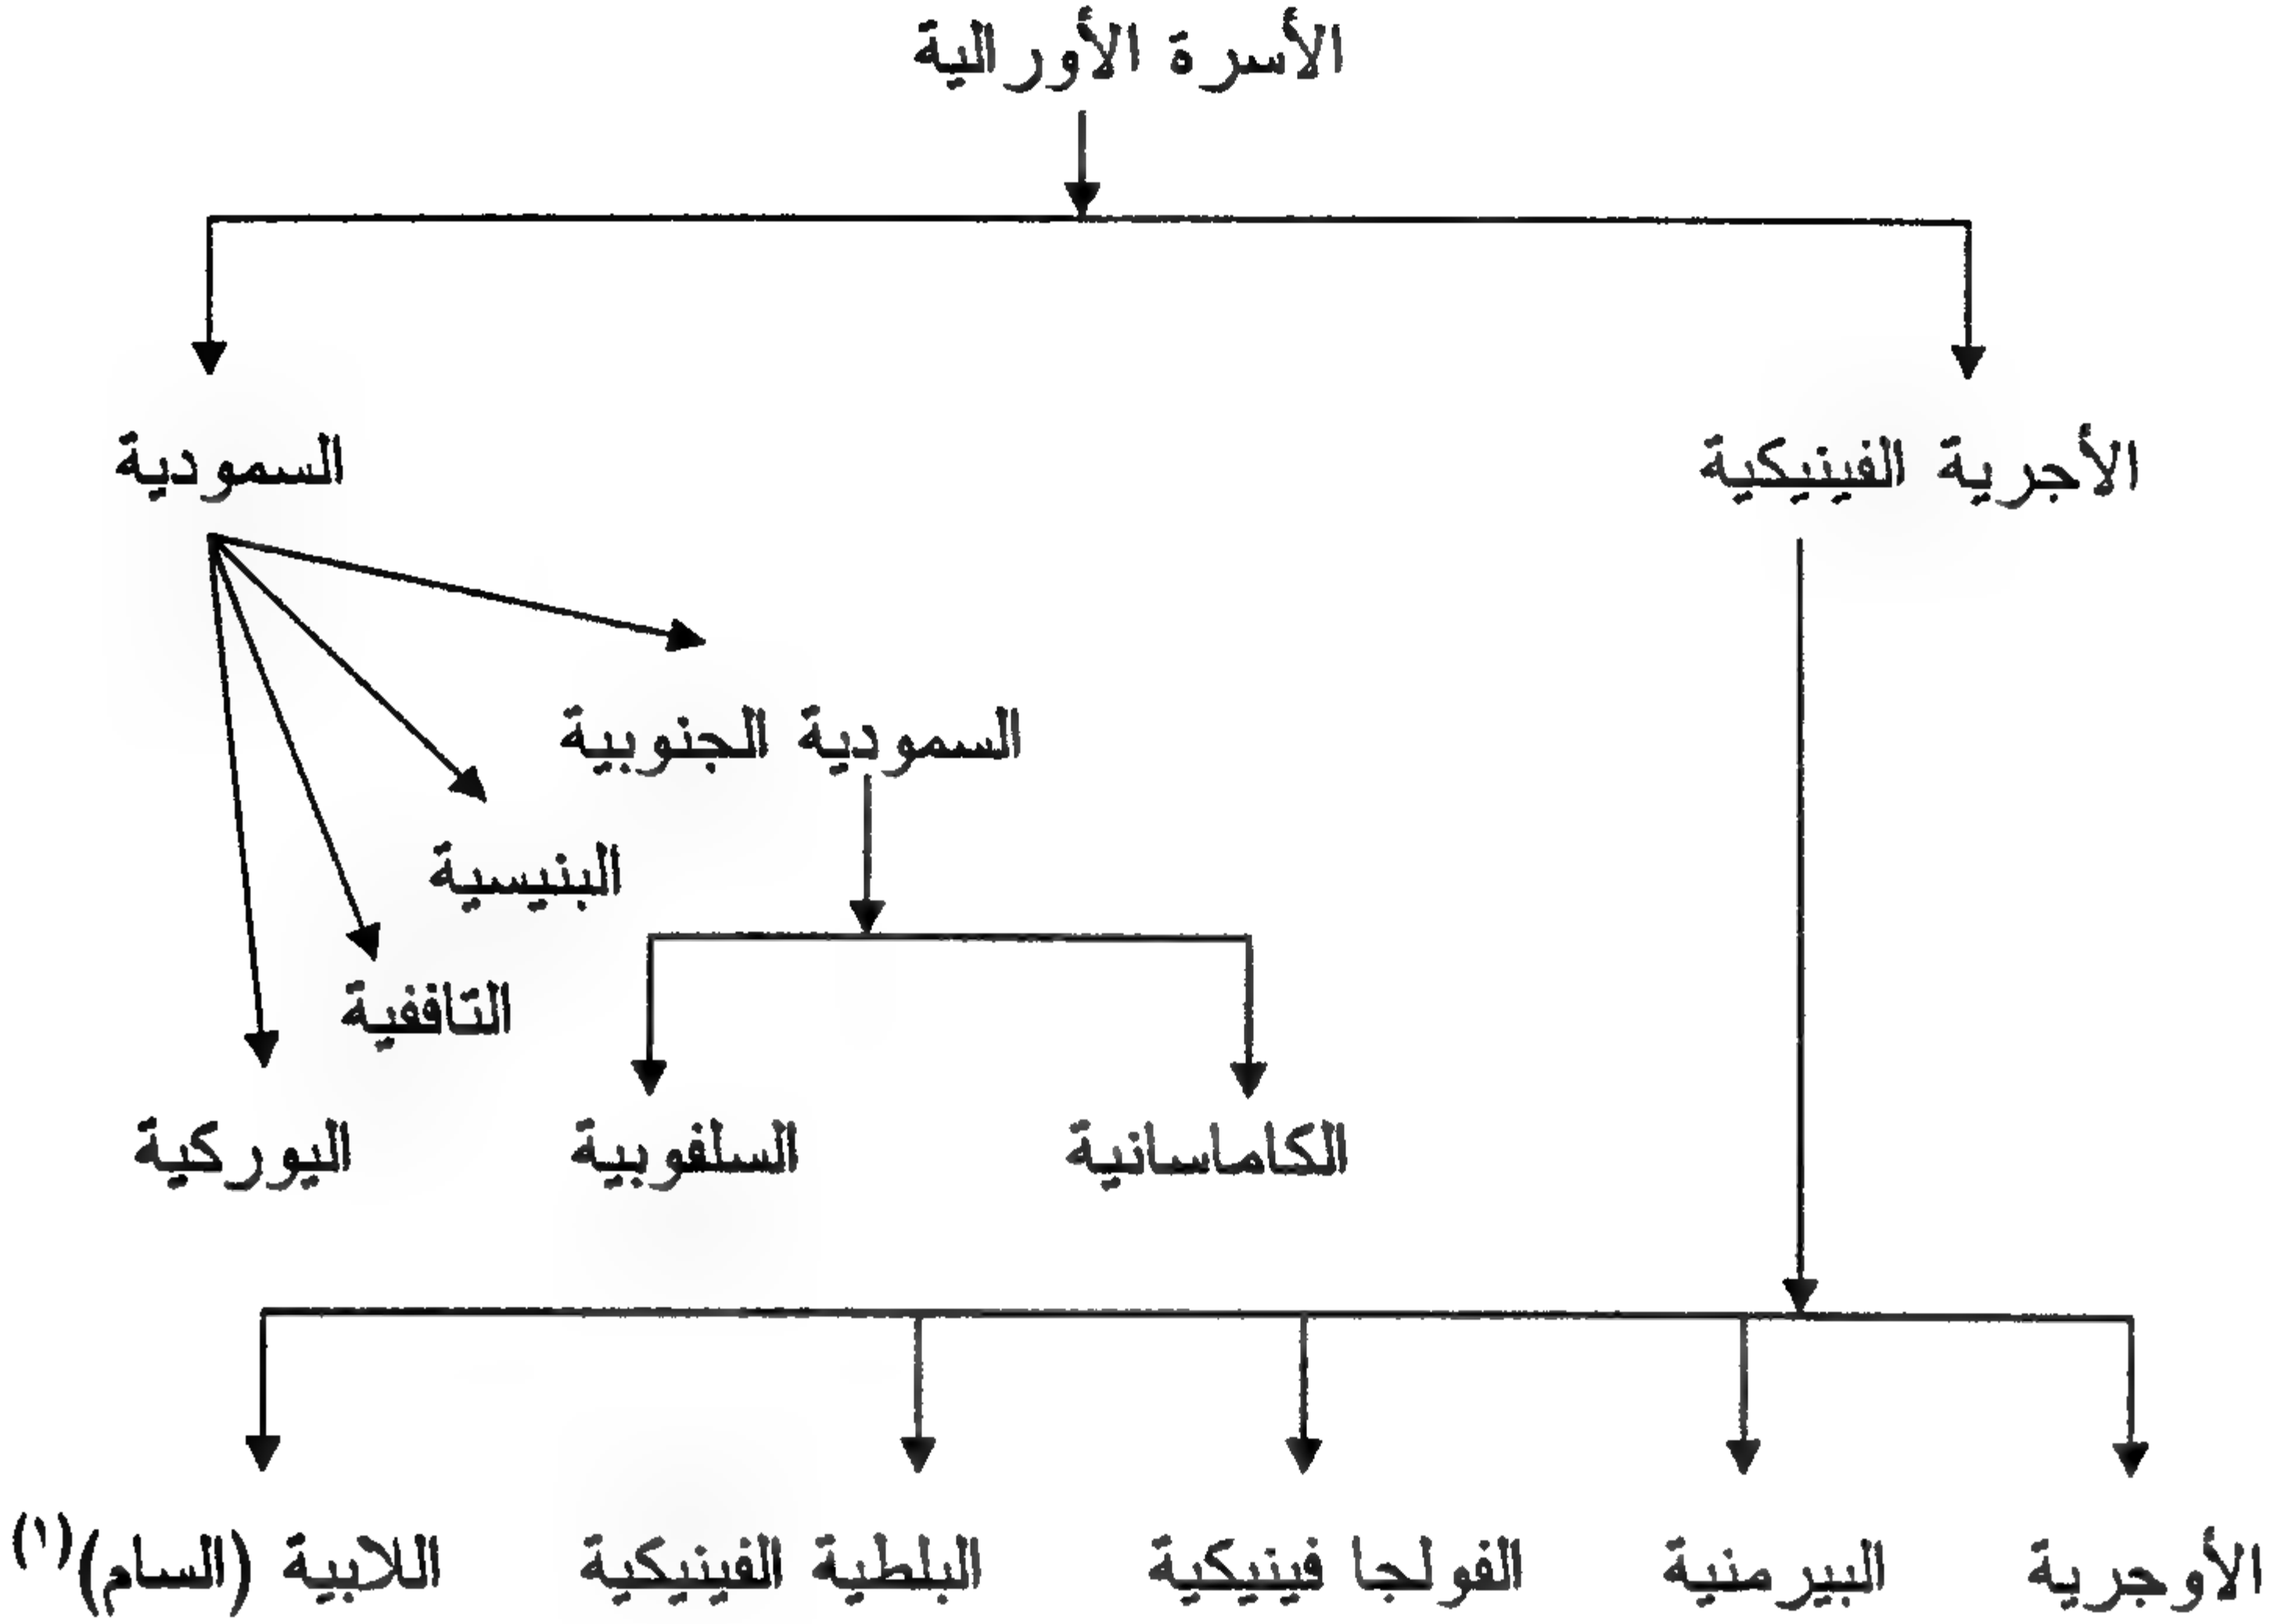 الأسرة الأورالية
الأجرية الفينيكية
السمودية
السمودية الجنوبية
البنيسية
التاففية
الكاماسانية
السلفوبية
اليوركية
الأوجرية
البيرمنية
الفولجا فينيكية
البلطية الفينيكية
اللابية (السام)(١)